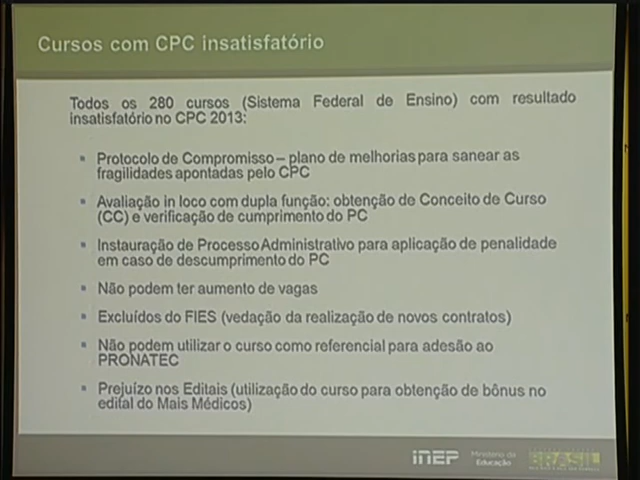 Cursos com CPC insatisfatório
Todos os 280 cursos (Sistema Federal de Ensino) com resultado
insatisfatório no CPC 2013:
Protocolo de Compromisso – plano de melhorias para sanear as
fragilidades apontadas pelo CPC
Avaliação in loco com dupla função: obtenção de Conceito de Curso
(CC) e verificação de cumprimento do PC
Instauração de Processo Administrativo para aplicação de penalidade
em caso de descumprimento do PC
Não podem ter aumento de vagas
Excluídos do FIES (vedação da realização de novos contratos)
Não podem utilizar o curso como referencial para adesão ao
PRONATEC
Prejuízo nos Editais (utilização do curso para obtenção de bônus no
edital do Mais Médicos)
INEP
Ministério da
Educação
BRASIL